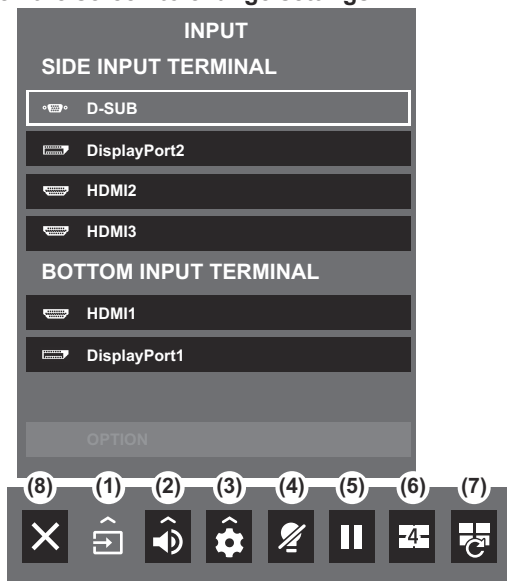 INPUT
SIDE INPUT TERMINAL
D-SUB
DisplayPort2
HDMI2
HDMI3
BOTTOM INPUT TERMINAL
HDMI1
DisplayPort1
OPTION
(8) (1) (2) (3) (4) (5) (6) (7)
-4-